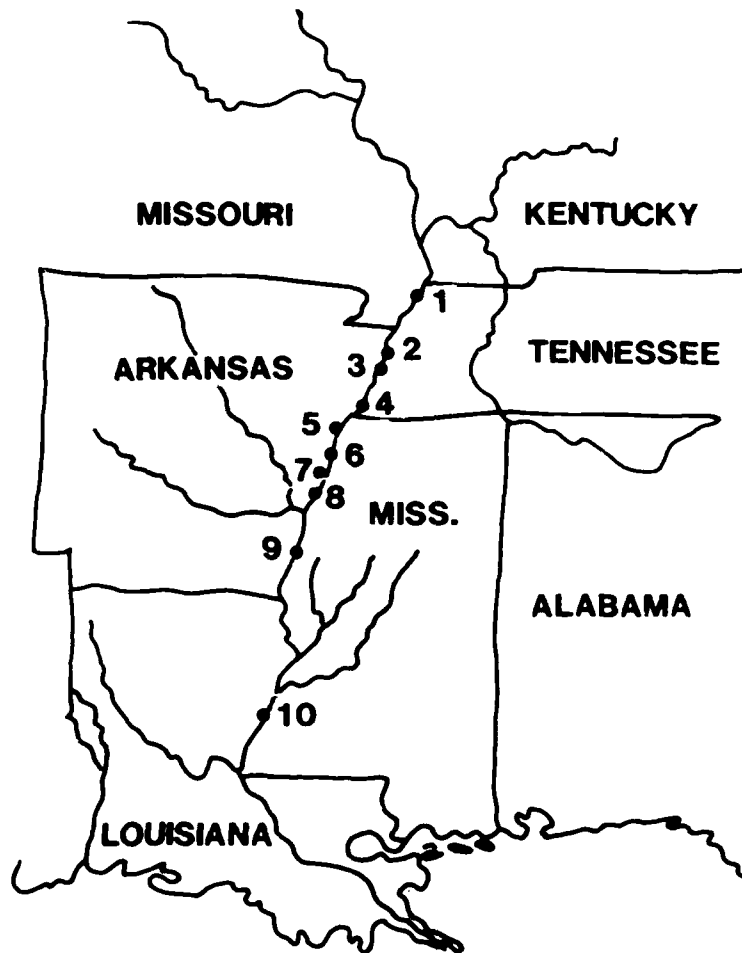 MISSOURI
KENTUCKY
1
ARKANSAS
2
3
TENNESSEE
4
5
6
7
8
MISS.
9
ALABAMA
10
LOUISIANA